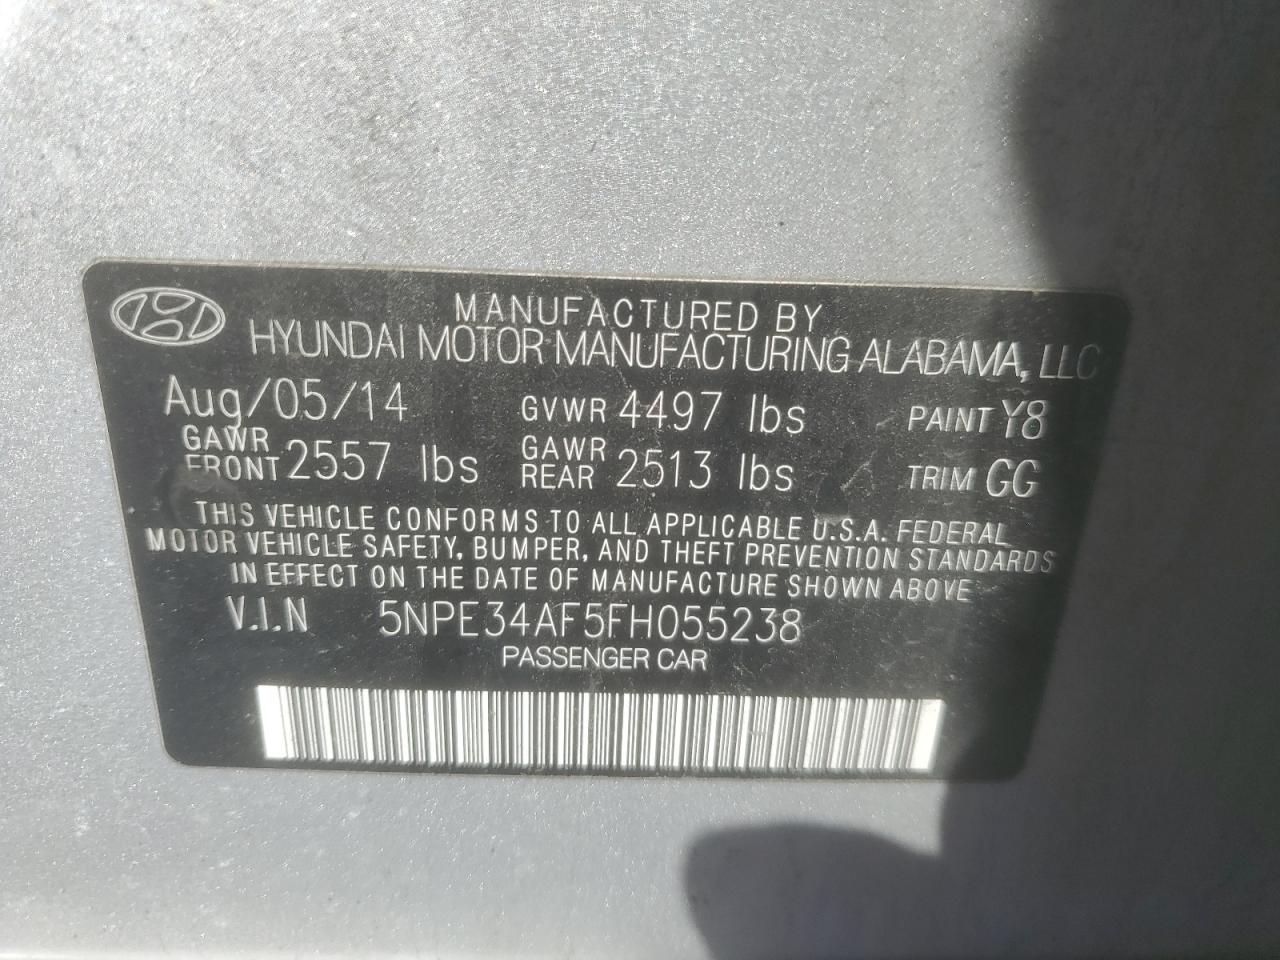 MANUFACTURED BY
HYUNDAI MOTOR MANUFACTURING ALABAMA, LLC
Aug/05/14 GVWR 4497 lbs PAINT Y8
GAWR FRONT 2557 lbs GAWR REAR 2513 lbs TRIM GG
THIS VEHICLE CONFORMS TO ALL APPLICABLE U.S.A. FEDERAL
MOTOR VEHICLE SAFETY, BUMPER, AND THEFT PREVENTION STANDARDS
IN EFFECT ON THE DATE OF MANUFACTURE SHOWN ABOVE
V.I.N 5NPE34AF5FH055238
PASSENGER CAR